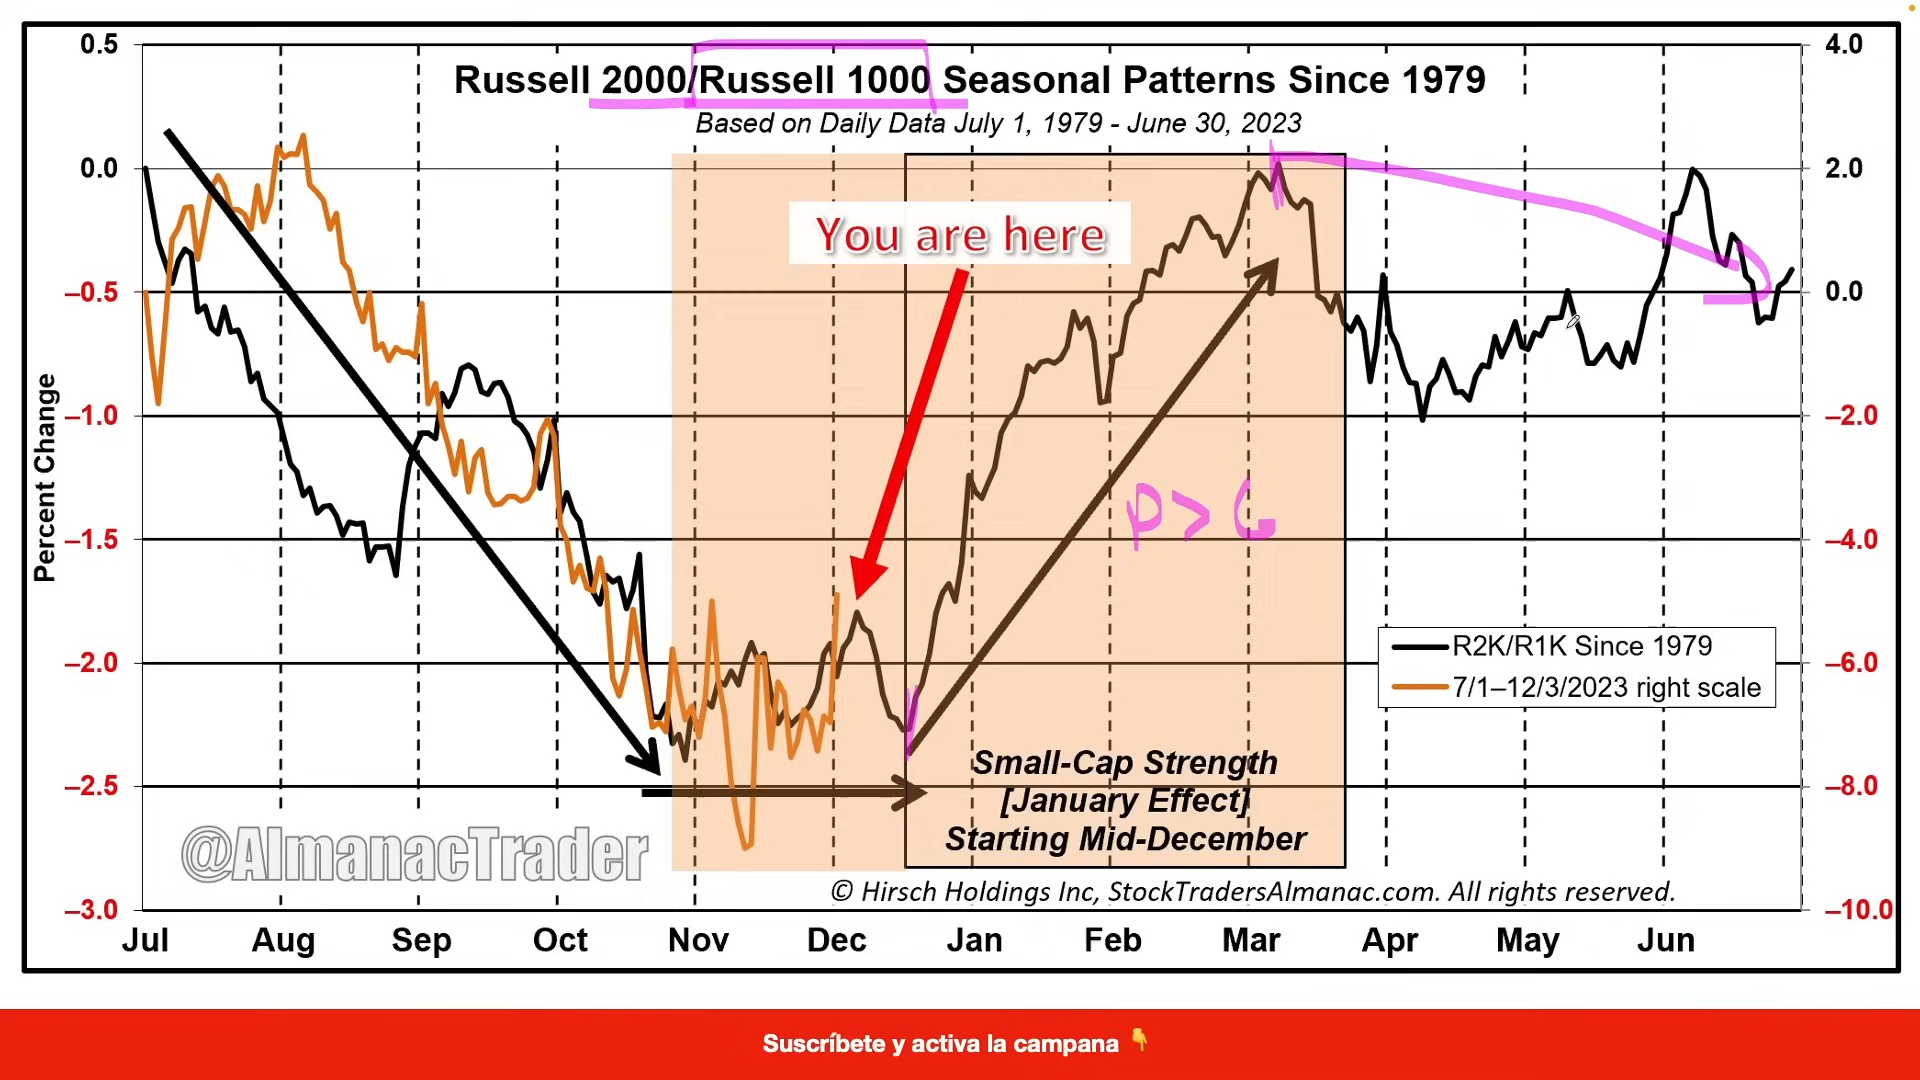 Russell 2000/Russell 1000 Seasonal Patterns Since 1979
Based on Daily Data July 1, 1979 - June 30, 2023
0.5
0.0
–0.5
–1.0
–1.5
–2.0
–2.5
–3.0
Percent Change
4.0
2.0
0.0
–2.0
–4.0
–6.0
–8.0
–10.0
You are here
P > G
R2K/R1K Since 1979
7/1–12/3/2023 right scale
Small-Cap Strength
[January Effect]
Starting Mid-December
@AlmanacTrader
© Hirsch Holdings Inc, StockTradersAlmanac.com. All rights reserved.
Jul Aug Sep Oct Nov Dec Jan Feb Mar Apr May Jun
Suscríbete y activa la campana 👇